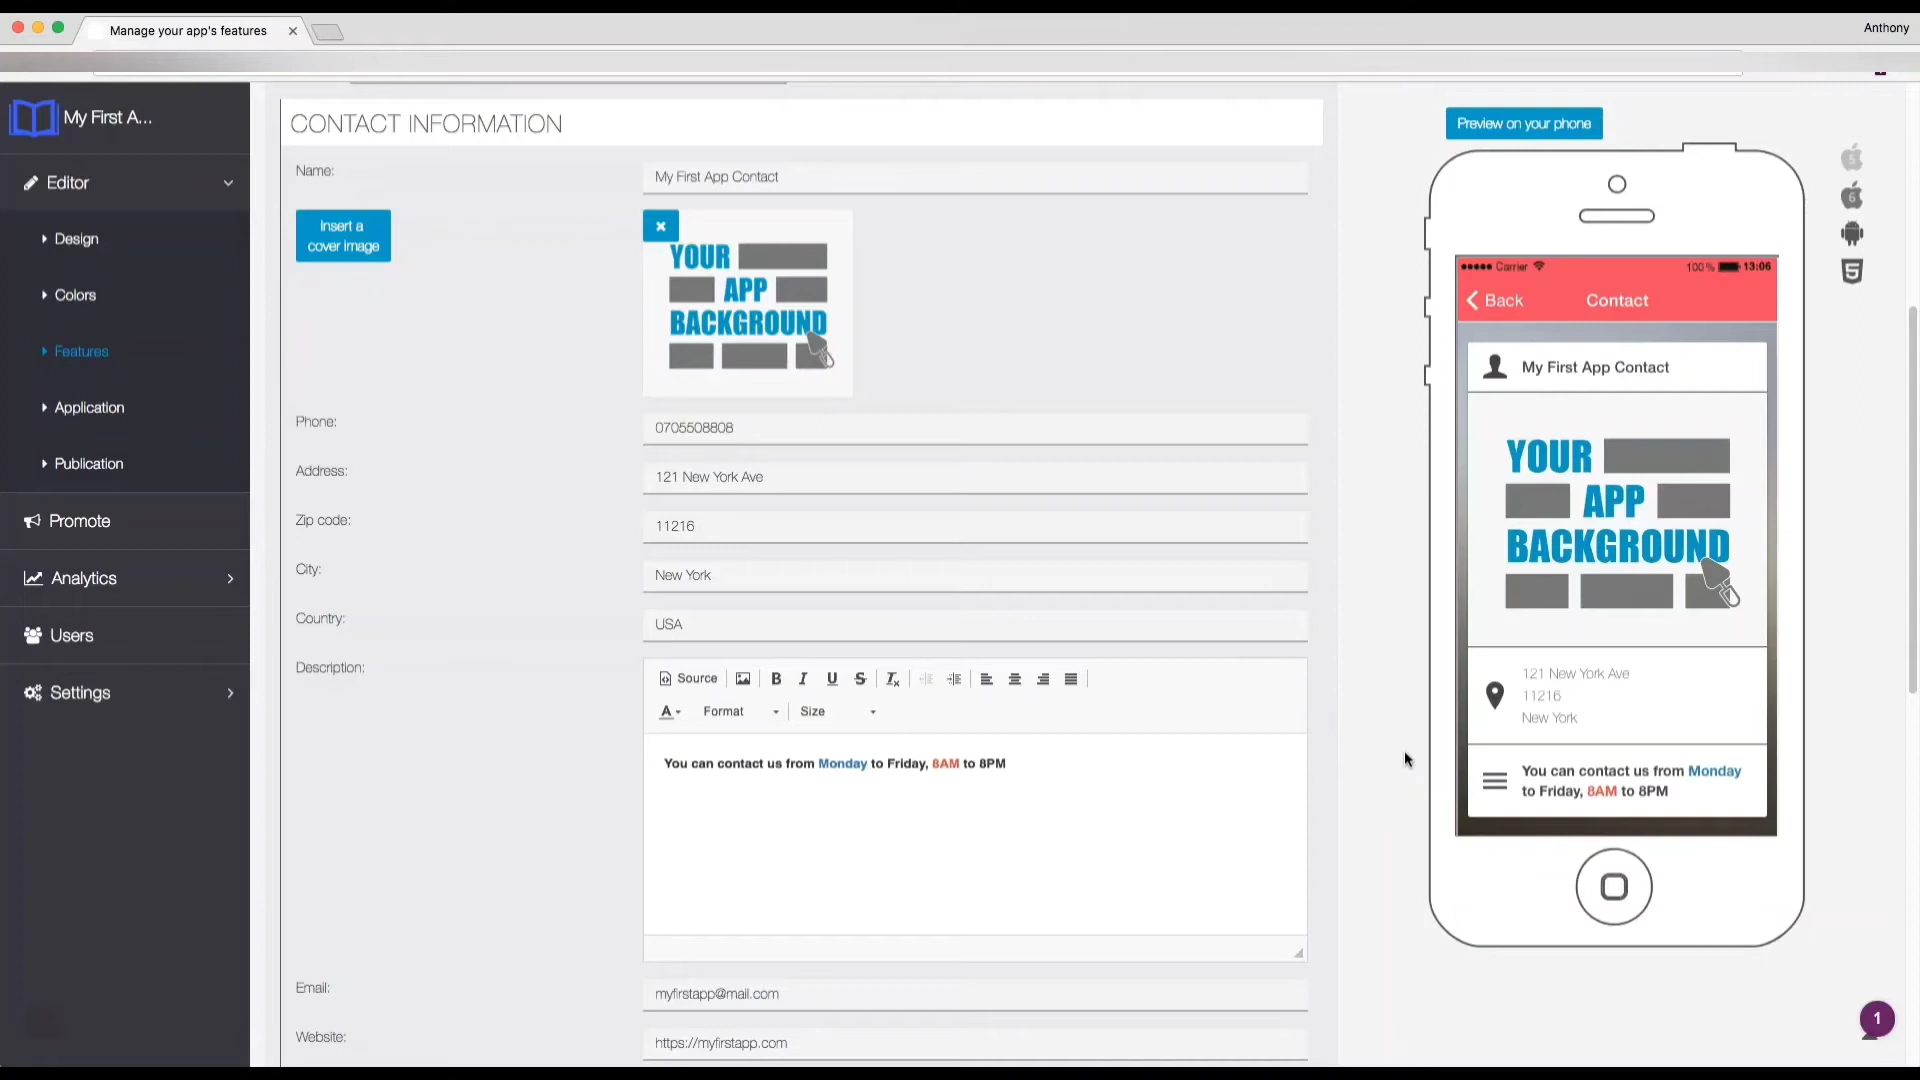 Manage your app's features
Anthony
My First A...
Editor
Design
Colors
Features
Application
Publication
Promote
Analytics
Users
Settings
CONTACT INFORMATION
Name:
My First App Contact
Insert a
cover image
YOUR
APP
BACKGROUND
Phone:
0705508808
Address:
121 New York Ave
Zip code:
11216
City:
New York
Country:
USA
Description:
Source
B I U S Tx
A Format Size
You can contact us from Monday to Friday, 8AM to 8PM
Email:
myfirstapp@mail.com
Website:
https://myfirstapp.com
Preview on your phone
5
6
5
Carrier 100% 13:06
Back Contact
My First App Contact
YOUR
APP
BACKGROUND
121 New York Ave
11216
New York
You can contact us from Monday
to Friday, 8AM to 8PM
1